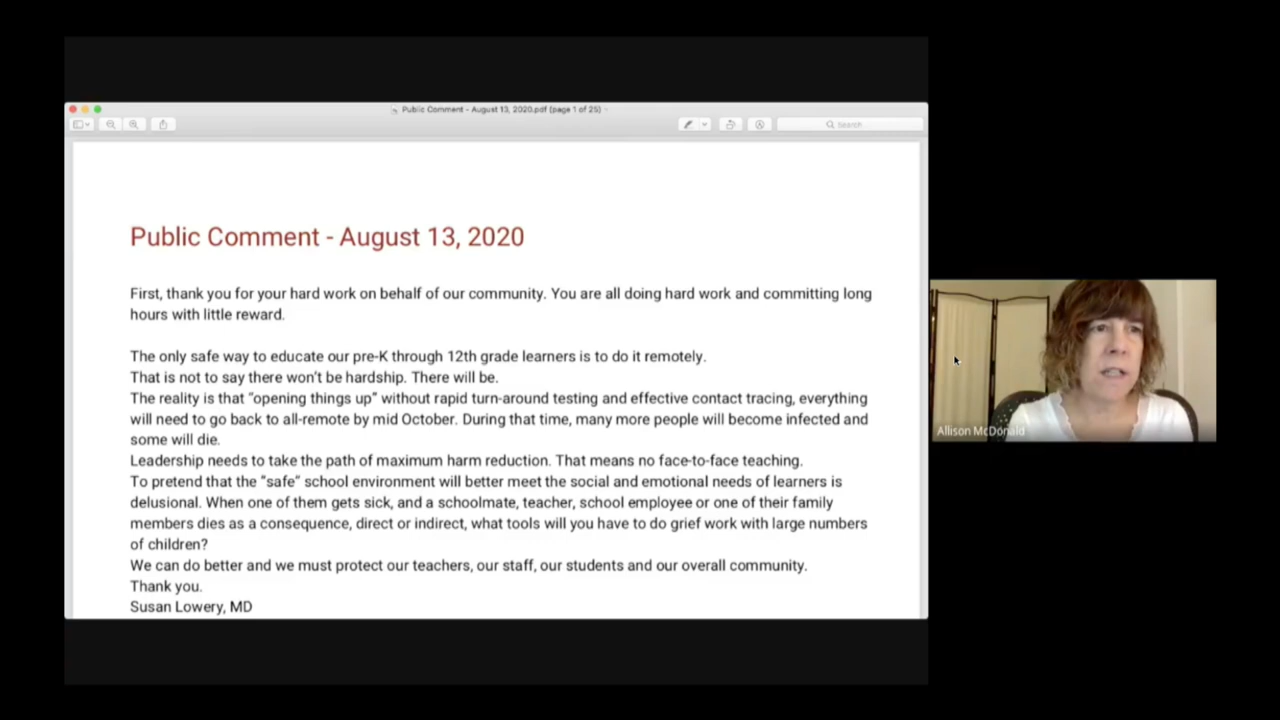 Public Comment - August 13, 2020.pdf (page 1 of 25)
Search
Public Comment - August 13, 2020
First, thank you for your hard work on behalf of our community. You are all doing hard work and committing long
hours with little reward.
The only safe way to educate our pre-K through 12th grade learners is to do it remotely.
That is not to say there won't be hardship. There will be.
The reality is that “opening things up” without rapid turn-around testing and effective contact tracing, everything
will need to go back to all-remote by mid October. During that time, many more people will become infected and
some will die.
Leadership needs to take the path of maximum harm reduction. That means no face-to-face teaching.
To pretend that the “safe” school environment will better meet the social and emotional needs of learners is
delusional. When one of them gets sick, and a schoolmate, teacher, school employee or one of their family
members dies as a consequence, direct or indirect, what tools will you have to do grief work with large numbers
of children?
We can do better and we must protect our teachers, our staff, our students and our overall community.
Thank you.
Susan Lowery, MD
Allison McDonald